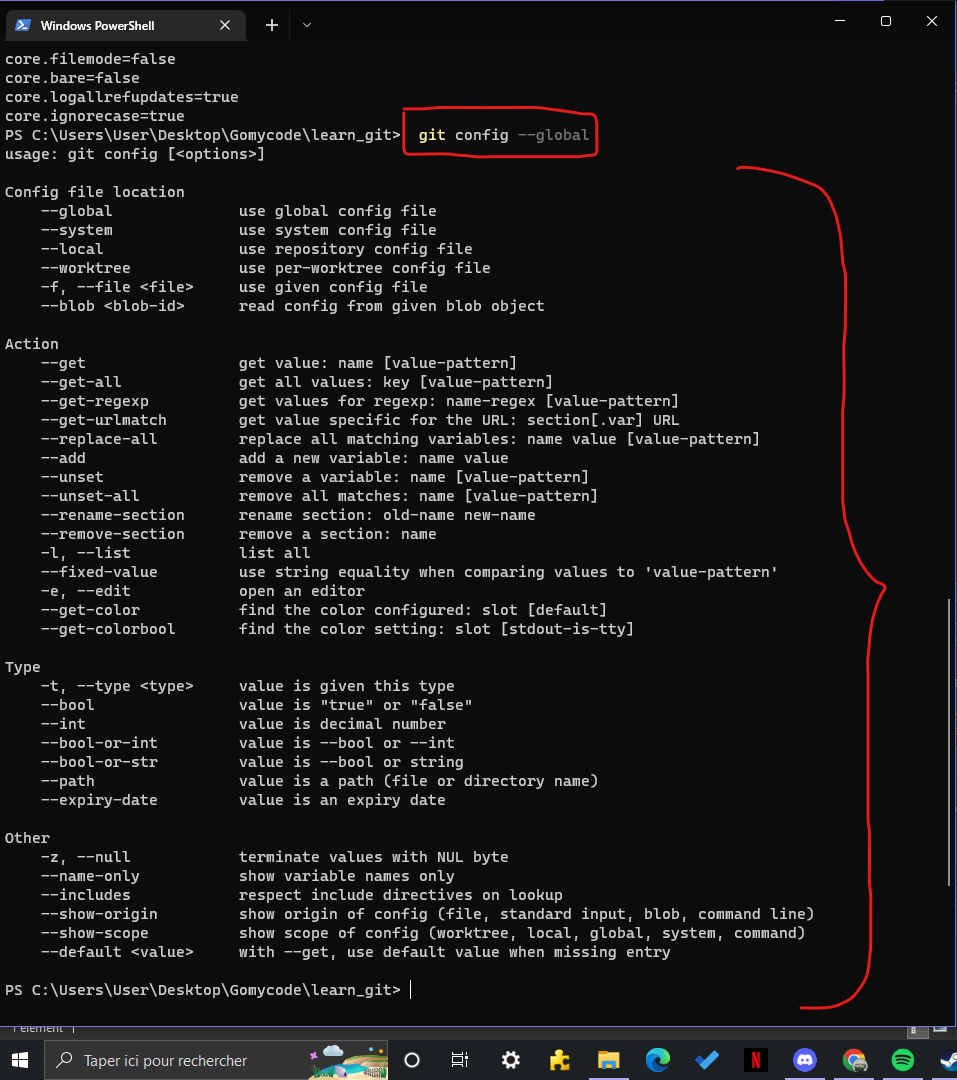 Windows PowerShell
core.filemode=false
core.bare=false
core.logallrefupdates=true
core.ignorecase=true
PS C:\Users\User\Desktop\Gomycode\learn_git> git config --global
usage: git config [<options>]
Config file location
--global use global config file
--system use system config file
--local use repository config file
--worktree use per-worktree config file
-f, --file <file> use given config file
--blob <blob-id> read config from given blob object
Action
--get get value: name [value-pattern]
--get-all get all values: key [value-pattern]
--get-regexp get values for regexp: name-regex [value-pattern]
--get-urlmatch get value specific for the URL: section[.var] URL
--replace-all replace all matching variables: name value [value-pattern]
--add add a new variable: name value
--unset remove a variable: name [value-pattern]
--unset-all remove all matches: name [value-pattern]
--rename-section rename section: old-name new-name
--remove-section remove a section: name
-l, --list list all
--fixed-value use string equality when comparing values to 'value-pattern'
-e, --edit open an editor
--get-color find the color configured: slot [default]
--get-colorbool find the color setting: slot [stdout-is-tty]
Type
-t, --type <type> value is given this type
--bool value is "true" or "false"
--int value is decimal number
--bool-or-int value is --bool or --int
--bool-or-str value is --bool or string
--path value is a path (file or directory name)
--expiry-date value is an expiry date
Other
-z, --null terminate values with NUL byte
--name-only show variable names only
--includes respect include directives on lookup
--show-origin show origin of config (file, standard input, blob, command line)
--show-scope show scope of config (worktree, local, global, system, command)
--default <value> with --get, use default value when missing entry
PS C:\Users\User\Desktop\Gomycode\learn_git>
1 element
Taper ici pour rechercher
N